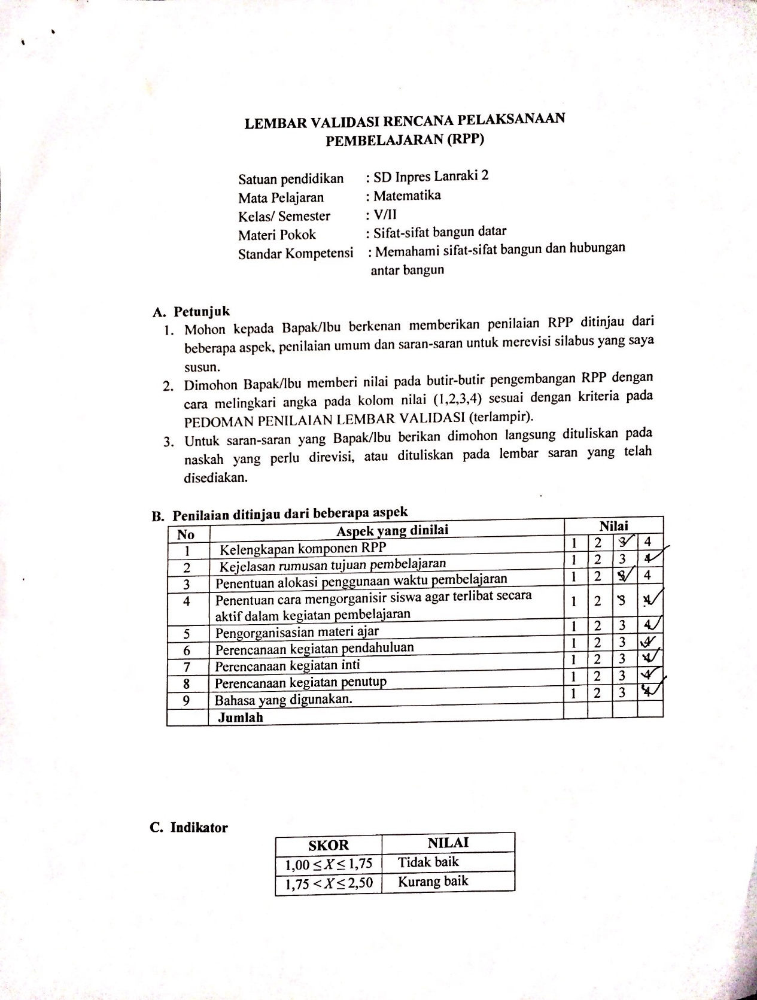 LEMBAR VALIDASI RENCANA PELAKSANAAN
PEMBELAJARAN (RPP)
Satuan pendidikan : SD Inpres Lanraki 2
Mata Pelajaran : Matematika
Kelas/ Semester : V/II
Materi Pokok : Sifat-sifat bangun datar
Standar Kompetensi : Memahami sifat-sifat bangun dan hubungan
antar bangun
A. Petunjuk
1. Mohon kepada Bapak/Ibu berkenan memberikan penilaian RPP ditinjau dari
beberapa aspek, penilaian umum dan saran-saran untuk merevisi silabus yang saya
susun.
2. Dimohon Bapak/Ibu memberi nilai pada butir-butir pengembangan RPP dengan
cara melingkari angka pada kolom nilai (1,2,3,4) sesuai dengan kriteria pada
PEDOMAN PENILAIAN LEMBAR VALIDASI (terlampir).
3. Untuk saran-saran yang Bapak/Ibu berikan dimohon langsung dituliskan pada
naskah yang perlu direvisi, atau dituliskan pada lembar saran yang telah
disediakan.
B. Penilaian ditinjau dari beberapa aspek
No Aspek yang dinilai Nilai
1 Kelengkapan komponen RPP 1 2 3 4
2 Kejelasan rumusan tujuan pembelajaran 1 2 3 4
3 Penentuan alokasi penggunaan waktu pembelajaran 1 2 3 4
4 Penentuan cara mengorganisir siswa agar terlibat secara 1 2 3 4
aktif dalam kegiatan pembelajaran
5 Pengorganisasian materi ajar 1 2 3 4
6 Perencanaan kegiatan pendahuluan 1 2 3 4
7 Perencanaan kegiatan inti 1 2 3 4
8 Perencanaan kegiatan penutup 1 2 3 4
9 Bahasa yang digunakan. 1 2 3 4
Jumlah
C. Indikator
SKOR NILAI
1,00 ≤ X ≤ 1,75 Tidak baik
1,75 < X ≤ 2,50 Kurang baik